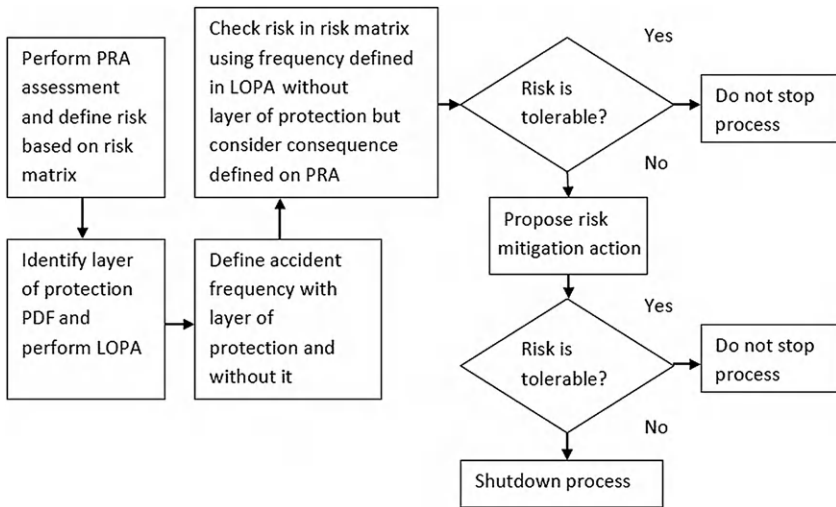 Perform PRA
assessment
and define risk
based on risk
matrix
Identify layer
of protection
PDF and
perform LOPA
Define accident
frequency with
layer of
protection and
without it
Check risk in risk matrix
using frequency defined
in LOPA without
layer of protection but
consider consequence
defined on PRA
Risk is
tolerable?
Yes
Do not stop
process
No
Propose risk
mitigation action
Risk is
tolerable?
Yes
Do not stop
process
No
Shutdown process